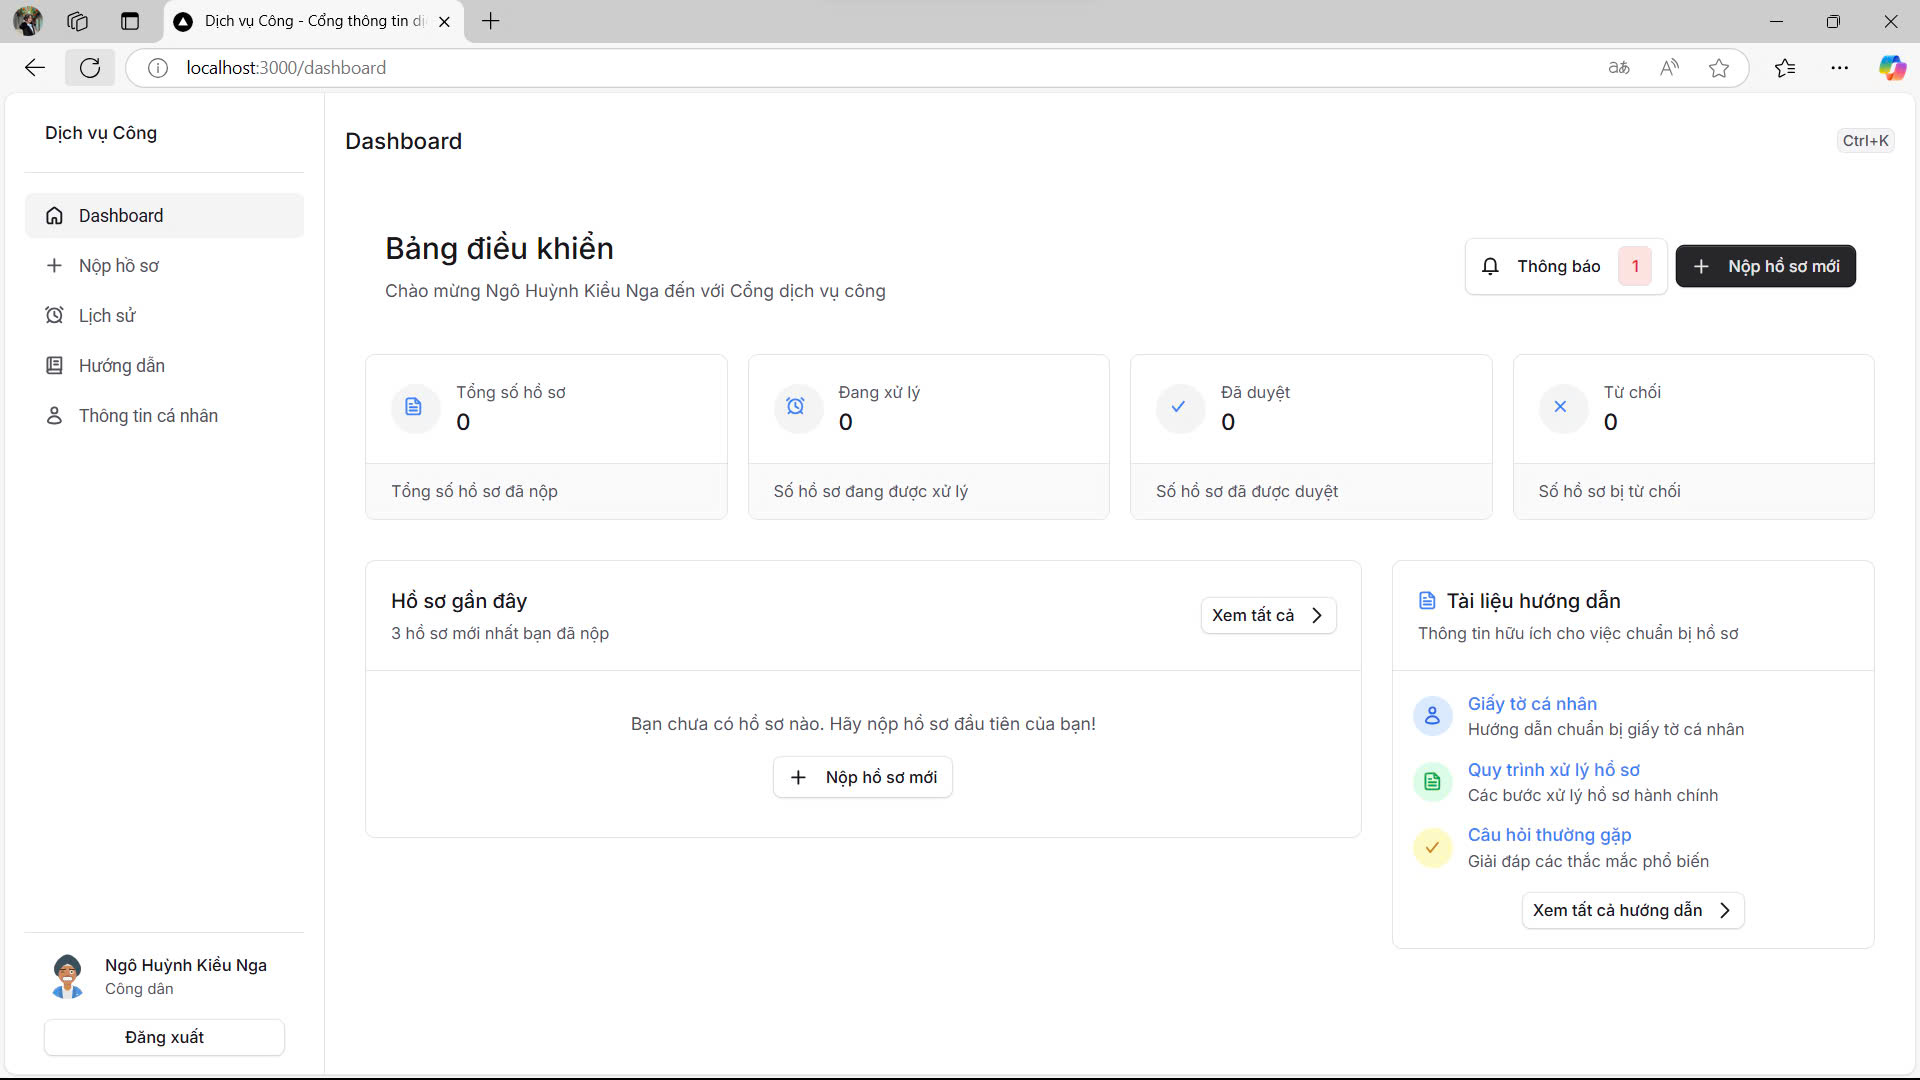 Dịch vụ Công - Cổng thông tin dị
localhost:3000/dashboard
Dịch vụ Công
Dashboard
Nộp hồ sơ
Lịch sử
Hướng dẫn
Thông tin cá nhân
Ngô Huỳnh Kiều Nga
Công dân
Đăng xuất
Dashboard
Ctrl+K
Bảng điều khiển
Chào mừng Ngô Huỳnh Kiều Nga đến với Cổng dịch vụ công
Thông báo 1
Nộp hồ sơ mới
Tổng số hồ sơ
0
Tổng số hồ sơ đã nộp
Đang xử lý
0
Số hồ sơ đang được xử lý
Đã duyệt
0
Số hồ sơ đã được duyệt
Từ chối
0
Số hồ sơ bị từ chối
Hồ sơ gần đây
3 hồ sơ mới nhất bạn đã nộp
Xem tất cả
Bạn chưa có hồ sơ nào. Hãy nộp hồ sơ đầu tiên của bạn!
Nộp hồ sơ mới
Tài liệu hướng dẫn
Thông tin hữu ích cho việc chuẩn bị hồ sơ
Giấy tờ cá nhân
Hướng dẫn chuẩn bị giấy tờ cá nhân
Quy trình xử lý hồ sơ
Các bước xử lý hồ sơ hành chính
Câu hỏi thường gặp
Giải đáp các thắc mắc phổ biến
Xem tất cả hướng dẫn